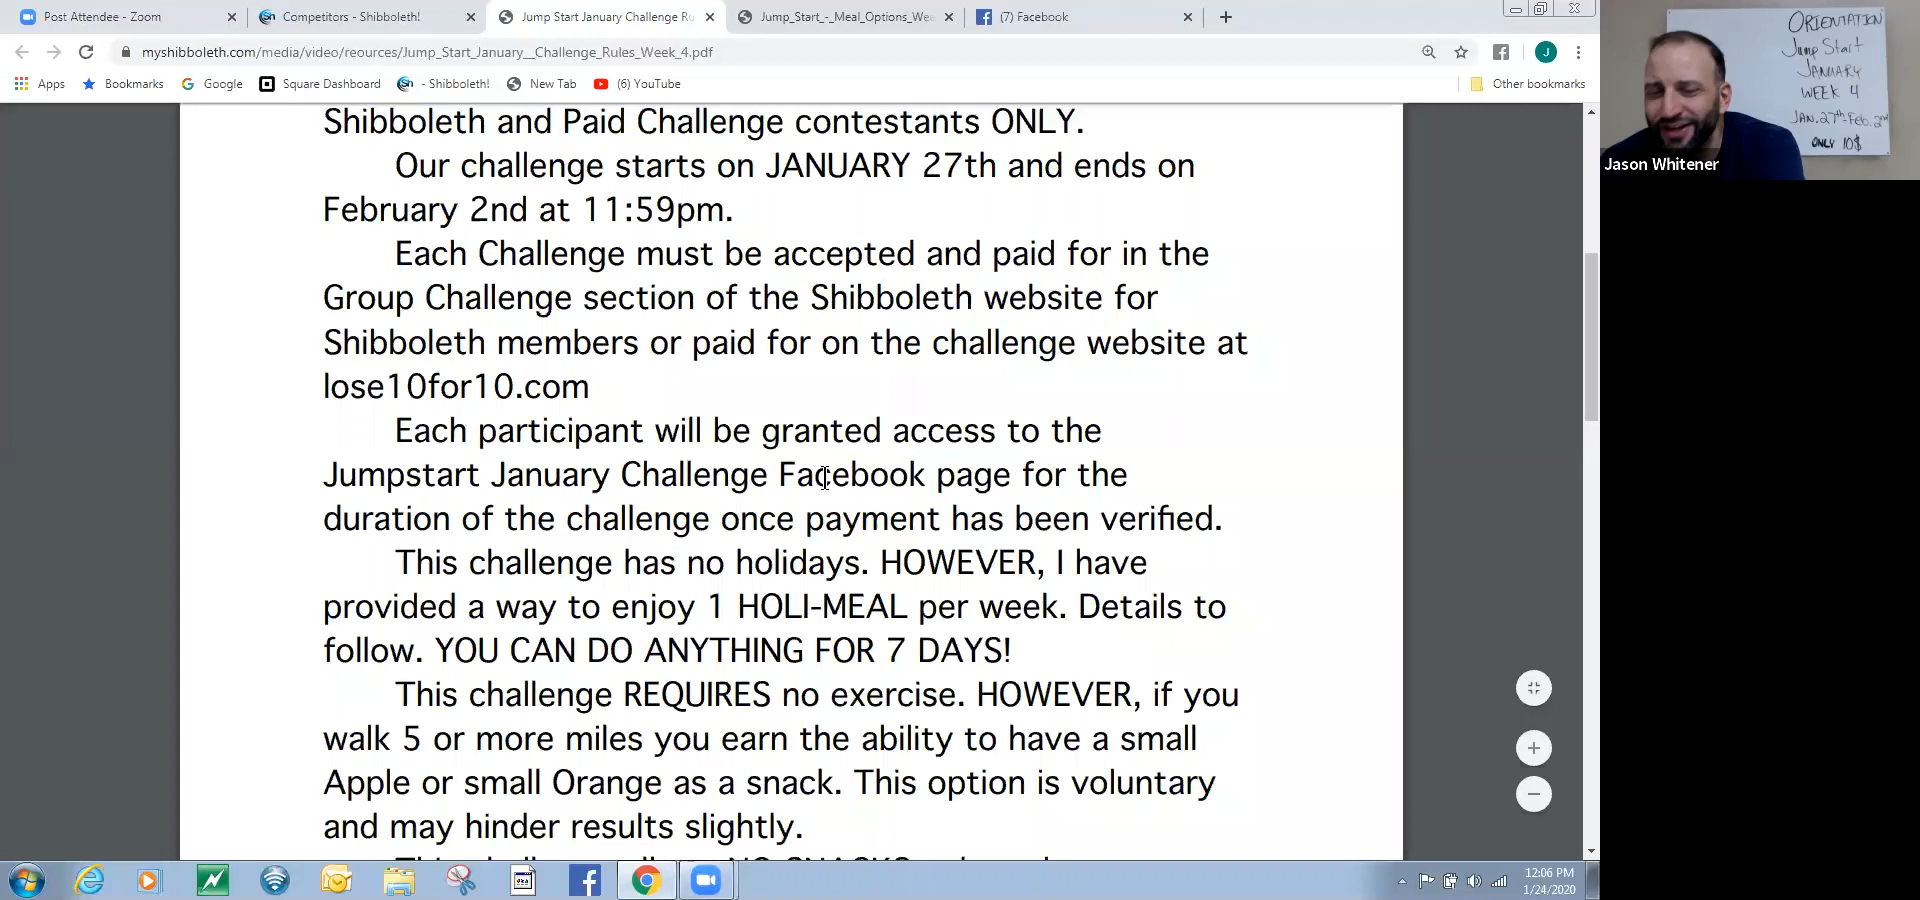 Post Attendee - Zoom
Competitors - Shibboleth!
Jump Start January Challenge Ru
Jump_Start_-_Meal_Options_Wee
(7) Facebook
myshibboleth.com/media/video/reources/Jump_Start_January__Challenge_Rules_Week_4.pdf
Apps
Bookmarks
Google
Square Dashboard
- Shibboleth!
New Tab
(6) YouTube
Other bookmarks
Shibboleth and Paid Challenge contestants ONLY.
Our challenge starts on JANUARY 27th and ends on
February 2nd at 11:59pm.
Each Challenge must be accepted and paid for in the
Group Challenge section of the Shibboleth website for
Shibboleth members or paid for on the challenge website at
lose10for10.com
Each participant will be granted access to the
Jumpstart January Challenge Facebook page for the
duration of the challenge once payment has been verified.
This challenge has no holidays. HOWEVER, I have
provided a way to enjoy 1 HOLI-MEAL per week. Details to
follow. YOU CAN DO ANYTHING FOR 7 DAYS!
This challenge REQUIRES no exercise. HOWEVER, if you
walk 5 or more miles you earn the ability to have a small
Apple or small Orange as a snack. This option is voluntary
and may hinder results slightly.
ORIENTATION
Jump Start
JANUARY
WEEK 4
JAN. 27th-Feb. 2nd
ONLY 10$
Jason Whitener
12:06 PM
1/24/2020